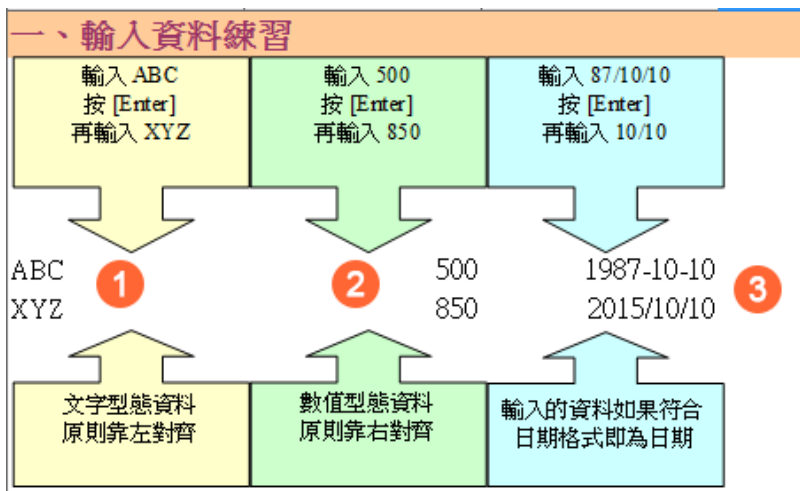 一、輸入資料練習
輸入 ABC
按 [Enter]
再輸入 XYZ
輸入 500
按 [Enter]
再輸入 850
輸入 87/10/10
按 [Enter]
再輸入 10/10
ABC
XYZ
1
2
500
850
1987-10-10
2015/10/10
3
文字型態資料
原則靠左對齊
數值型態資料
原則靠右對齊
輸入的資料如果符合
日期格式即為日期